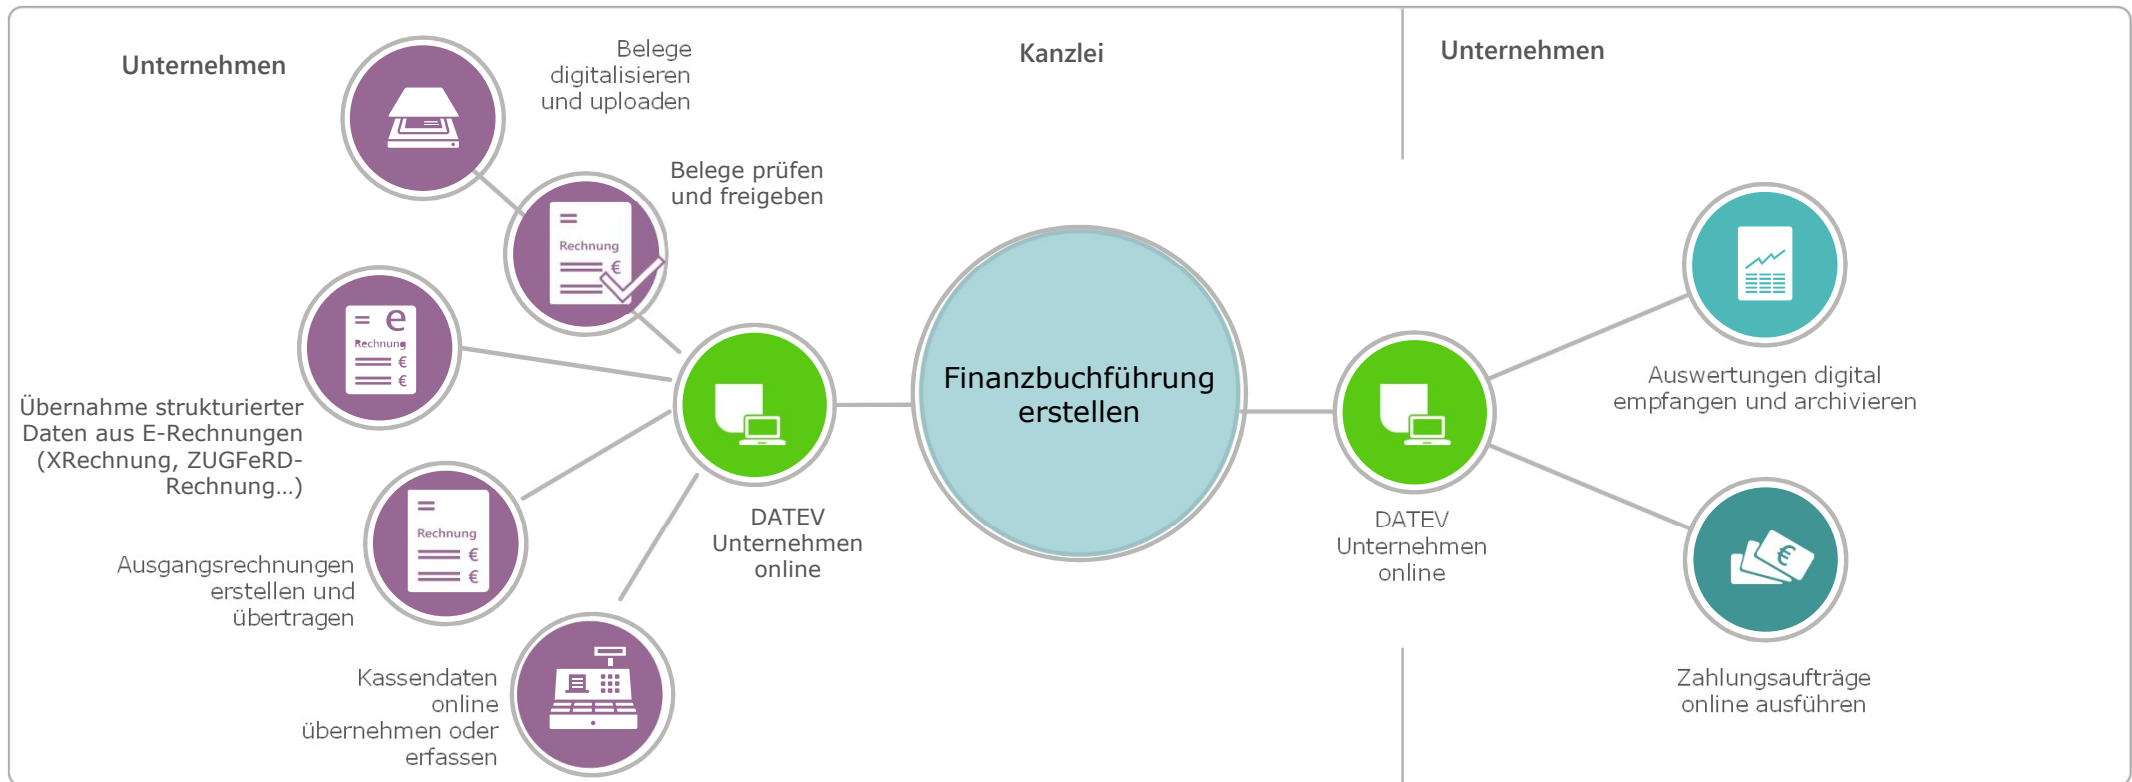 Unternehmen
Belege
digitalisieren
und uploaden
Kanzlei
Unternehmen
Belege prüfen
und freigeben
=
Rechnung
€
= e
Rechnung
€
€
Übernahme strukturierter
Daten aus E-Rechnungen
(XRechnung, ZUGFeRD-
Rechnung…)
=
Rechnung
€
€
Ausgangsrechnungen
erstellen und
übertragen
Kassendaten
online
übernehmen oder
erfassen
DATEV
Unternehmen
online
Finanzbuchführung
erstellen
DATEV
Unternehmen
online
Auswertungen digital
empfangen und archivieren
€
Zahlungsaufträge
online ausführen